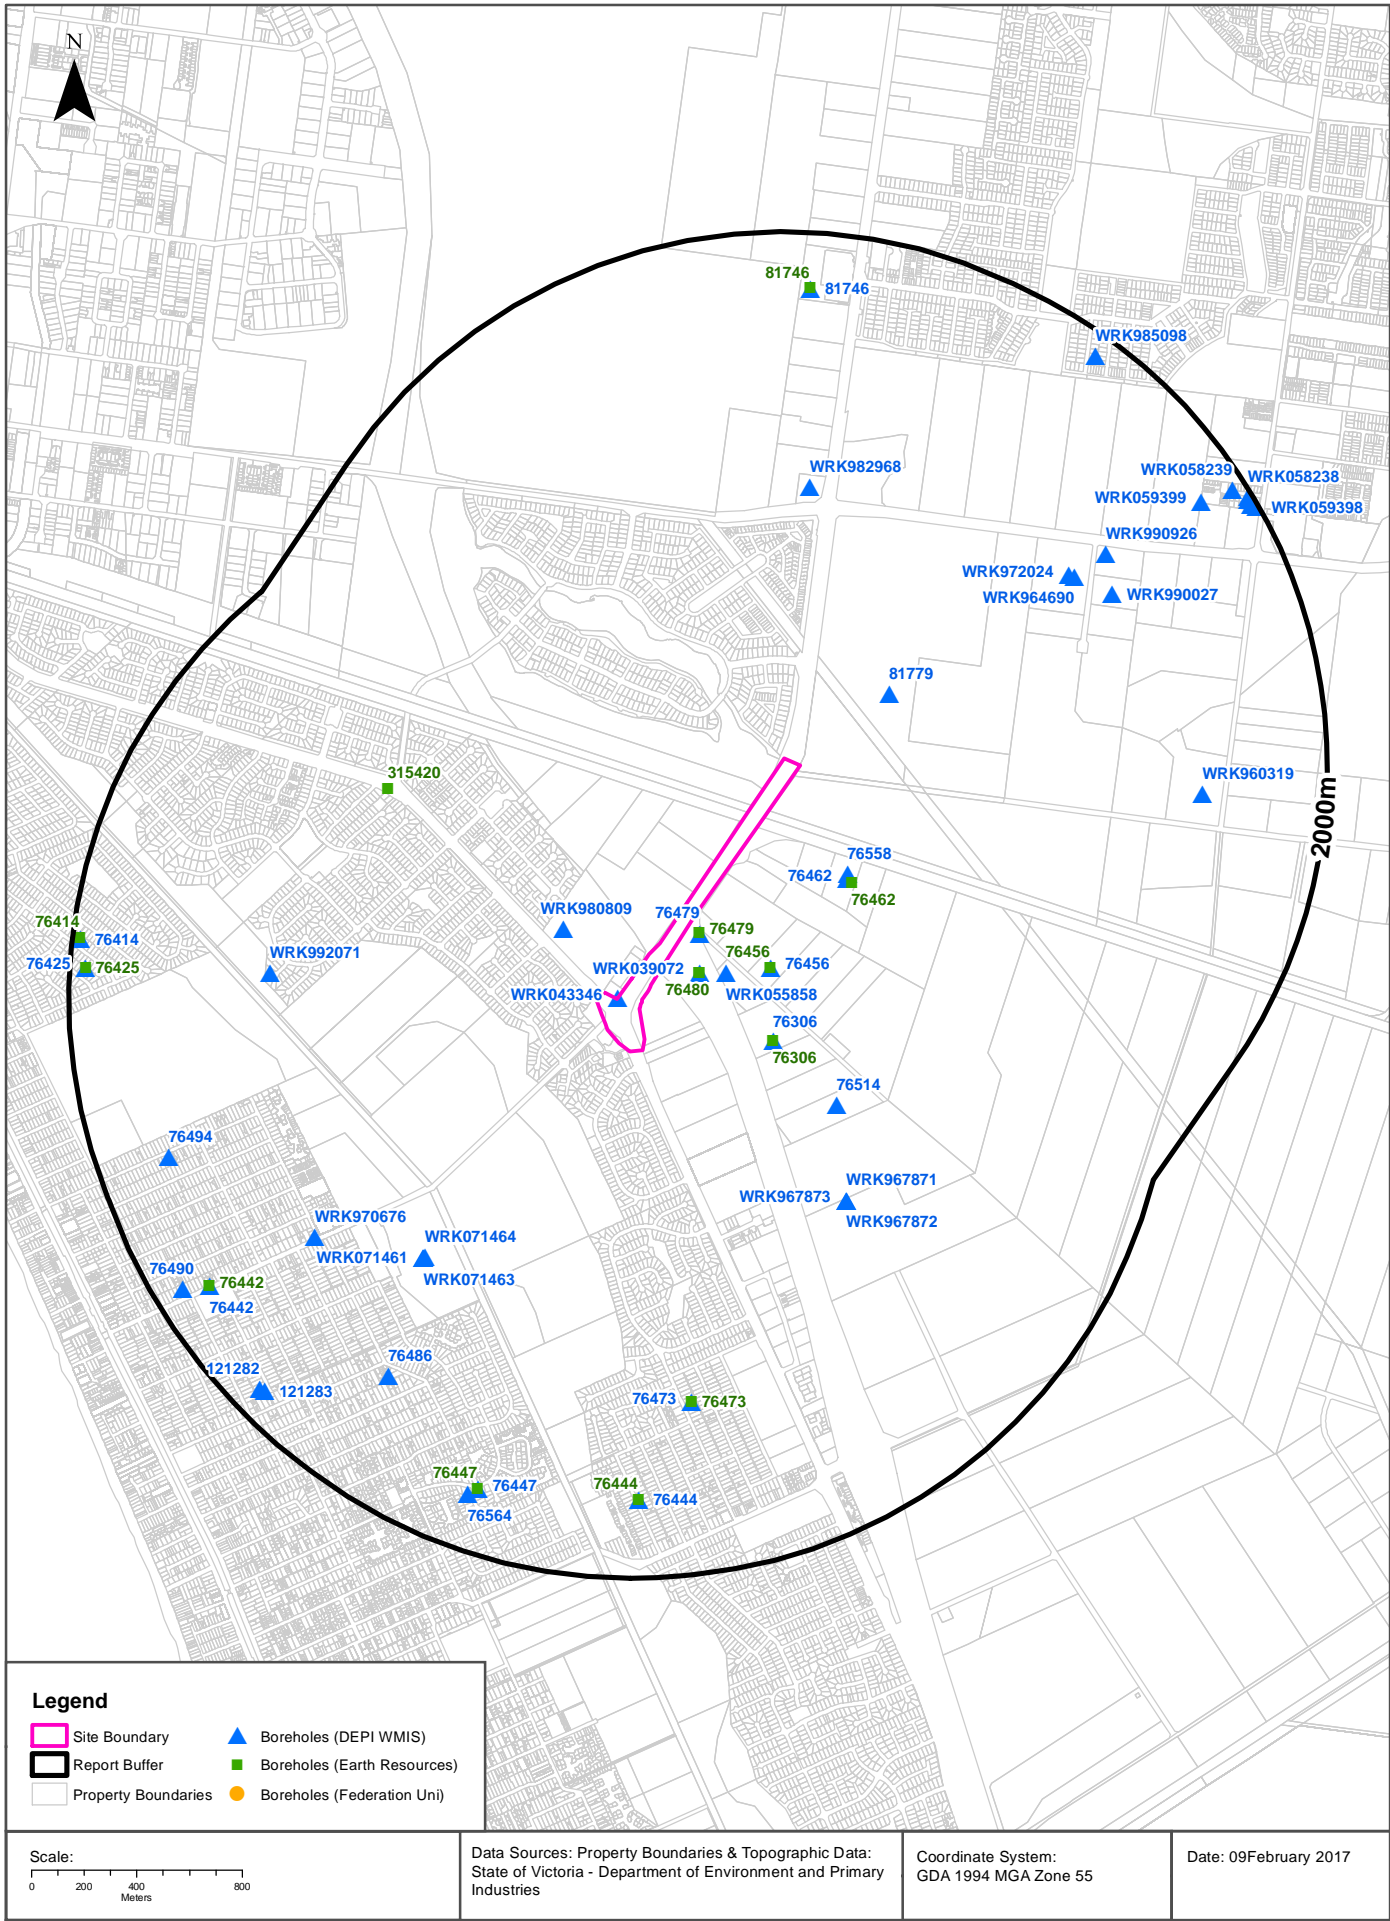 N
81746
81746
WRK985098
WRK982968
WRK058239
WRK058238
WRK059399
WRK059398
WRK990926
WRK972024
WRK964690
WRK990027
81779
315420
WRK960319
2000m
76558
76462
76462
76414
76414
76425
76425
WRK980809
76479
76479
WRK992071
WRK039072
76456
76456
76480
WRK055858
WRK043346
76306
76306
76514
76494
WRK967871
WRK967873
WRK967872
WRK970676
WRK071461
WRK071464
WRK071463
76490
76442
76442
121282
121283
76486
76473
76473
76447
76447
76564
76444
76444
Legend
Site Boundary
Report Buffer
Property Boundaries
Boreholes (DEPI WMIS)
Boreholes (Earth Resources)
Boreholes (Federation Uni)
Scale:
0 200 400 800
Meters
Data Sources: Property Boundaries & Topographic Data:
State of Victoria - Department of Environment and Primary
Industries
Coordinate System:
GDA 1994 MGA Zone 55
Date: 09February 2017